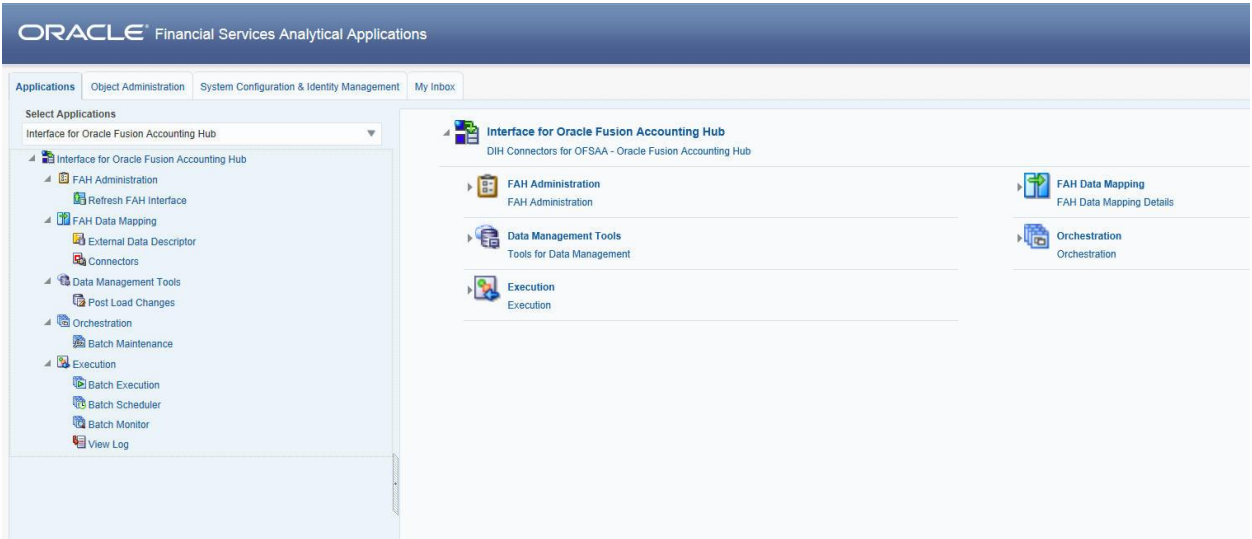 ORACLE® Financial Services Analytical Applications
Applications Object Administration System Configuration & Identity Management My Inbox
Select Applications
Interface for Oracle Fusion Accounting Hub
Interface for Oracle Fusion Accounting Hub
FAH Administration
Refresh FAH Interface
FAH Data Mapping
External Data Descriptor
Connectors
Data Management Tools
Post Load Changes
Orchestration
Batch Maintenance
Execution
Batch Execution
Batch Scheduler
Batch Monitor
View Log
Interface for Oracle Fusion Accounting Hub
DIH Connectors for OFSAA - Oracle Fusion Accounting Hub
FAH Administration
FAH Administration
FAH Data Mapping
FAH Data Mapping Details
Data Management Tools
Tools for Data Management
Orchestration
Orchestration
Execution
Execution